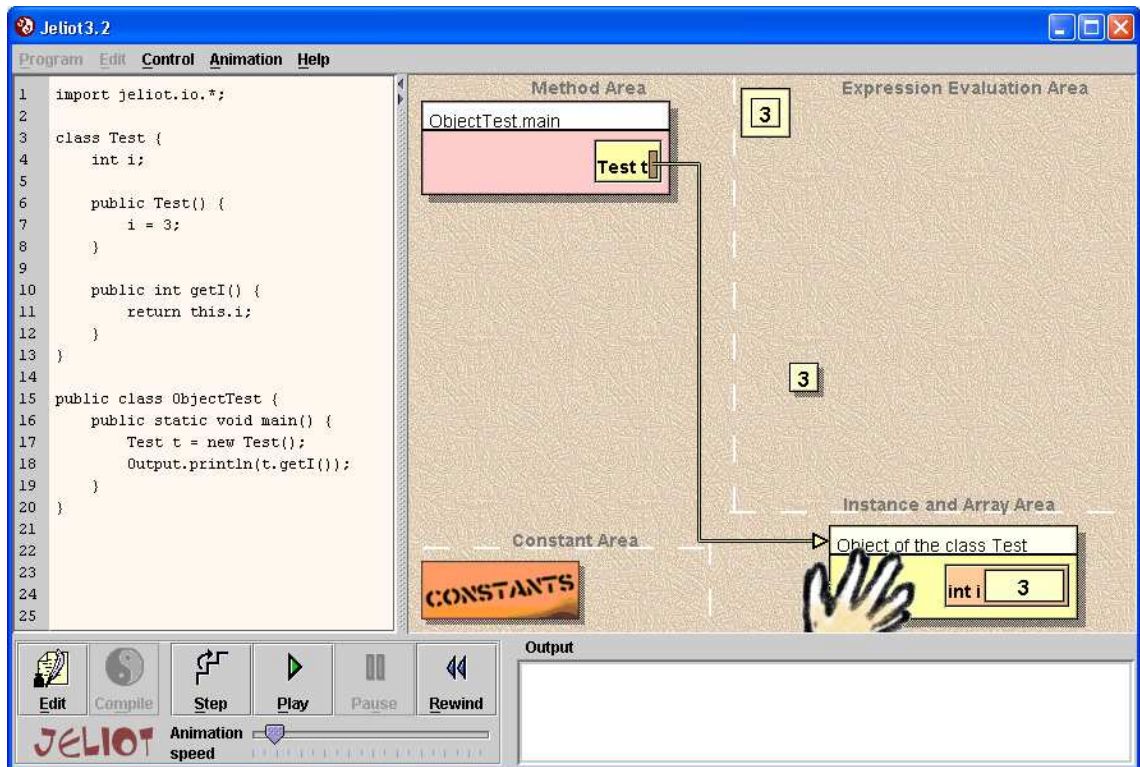 Jeliot3.2
Program Edit Control Animation Help
1 import jeliot.io.*;
2
3 class Test {
4 int i;
5
6 public Test() {
7 i = 3;
8 }
9
10 public int getI() {
11 return this.i;
12 }
13 }
14
15 public class ObjectTest {
16 public static void main() {
17 Test t = new Test();
18 Output.println(t.getI());
19 }
20 }
21
22
23
24
25
Method Area
ObjectTest.main
Test t
Expression Evaluation Area
3
3
Constant Area
CONSTANTS
Instance and Array Area
Object of the class Test
int i 3
Edit Compile Step Play Pause Rewind
JELIOT
Animation
speed
Output